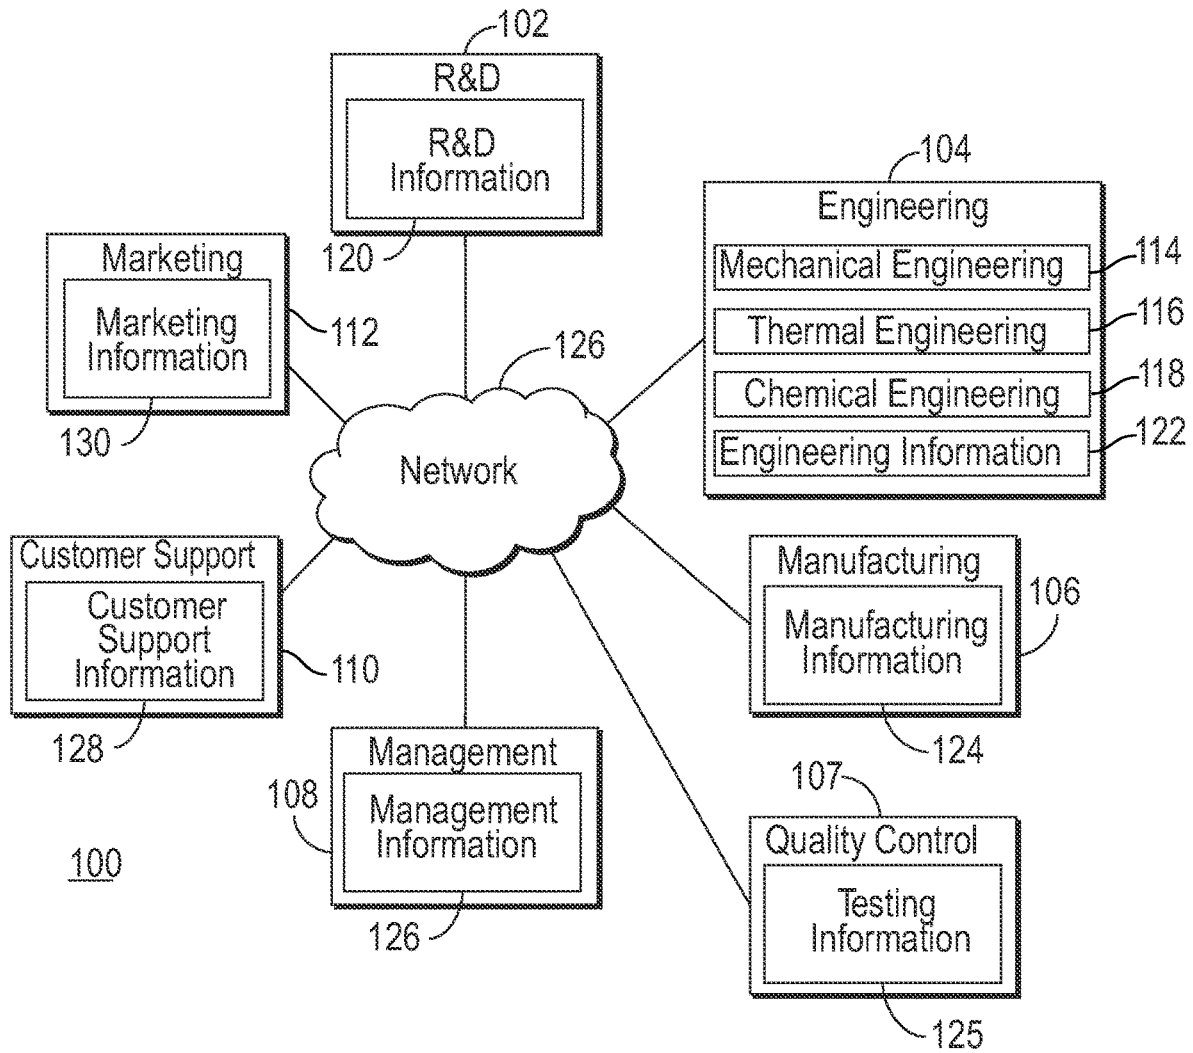 102
R&D
R&D
Information
120
104
Engineering
Mechanical Engineering
114
Thermal Engineering
116
Chemical Engineering
118
Engineering Information
122
Marketing
Marketing
Information
112
130
126
Network
Customer Support
Customer
Support
Information
110
128
Manufacturing
Manufacturing
Information
106
124
Management
Management
Information
108
126
107
Quality Control
Testing
Information
125
100